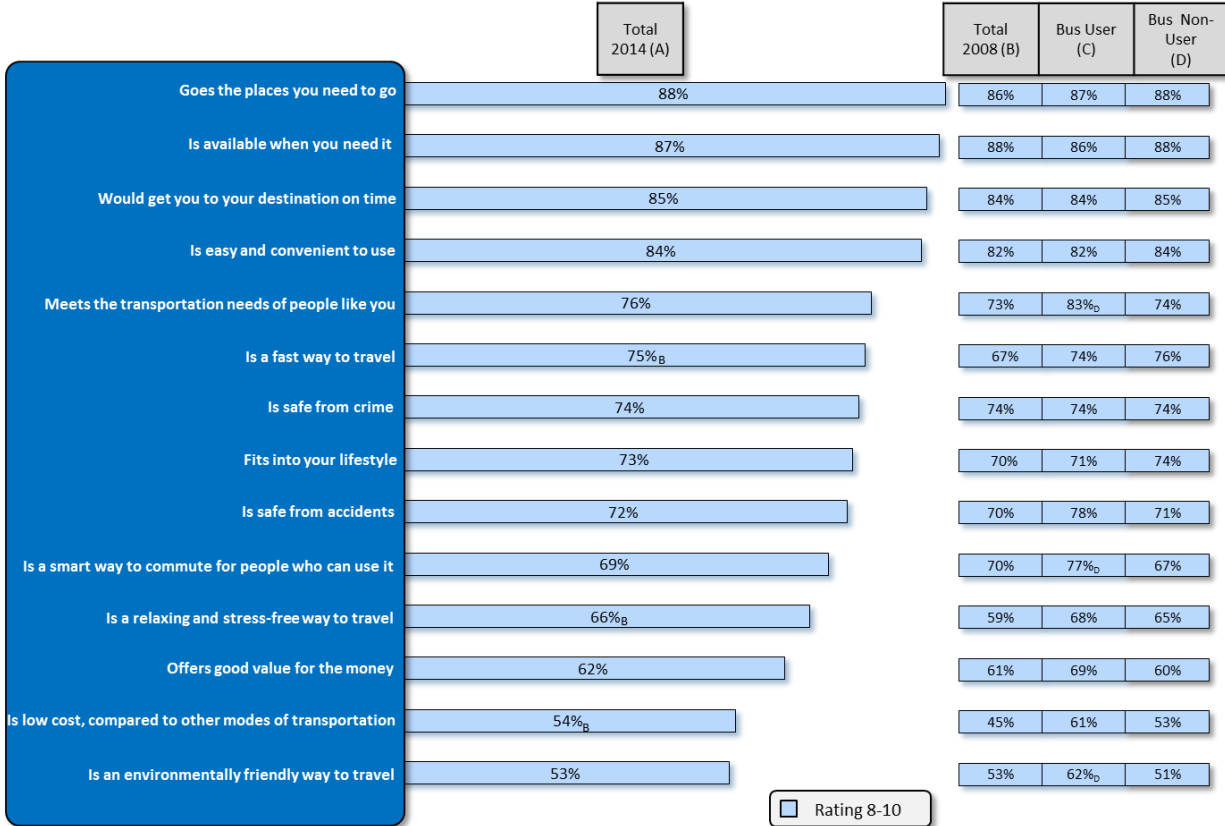 Total
2014 (A)
Total
2008 (B)
Bus User
(C)
Bus Non-
User
(D)
Goes the places you need to go
88%
86%
87%
88%
Is available when you need it
87%
88%
86%
88%
Would get you to your destination on time
85%
84%
84%
85%
Is easy and convenient to use
84%
82%
82%
84%
Meets the transportation needs of people like you
76%
73%
83%D
74%
Is a fast way to travel
75%B
67%
74%
76%
Is safe from crime
74%
74%
74%
74%
Fits into your lifestyle
73%
70%
71%
74%
Is safe from accidents
72%
70%
78%
71%
Is a smart way to commute for people who can use it
69%
70%
77%D
67%
Is a relaxing and stress-free way to travel
66%B
59%
68%
65%
Offers good value for the money
62%
61%
69%
60%
Is low cost, compared to other modes of transportation
54%B
45%
61%
53%
Is an environmentally friendly way to travel
53%
53%
62%D
51%
Rating 8-10